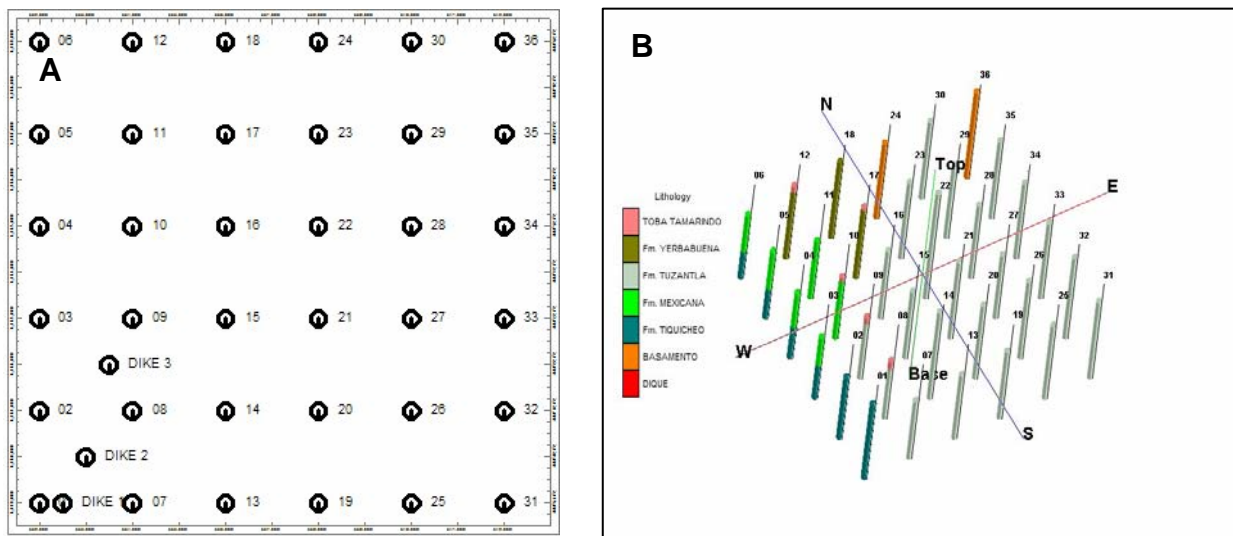 A
06 12 18 24 30 36
05 11 17 23 29 35
04 10 16 22 28 34
03 09 15 21 27 33
DIKE 3
02 08 14 20 26 32
DIKE 2
DIKE 1 07 13 19 25 31
B
36
30
N
24 35
18 29
12 23 Top 34
17 22 28
06 11 E
16 27 33
05 10 21
04 15 26 32
09 20
03 14 31
08 25
W 02 19
07 13
01 Base
S
Lithology
TOBA TAMARINDO
Fm. YERBABUENA
Fm. TUZANTLA
Fm. MEXICANA
Fm. TIQUICHEO
BASAMENTO
DIQUE